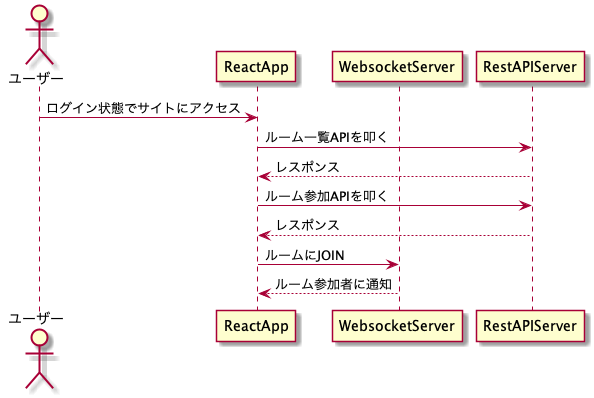 ユーザー
ReactApp
WebsocketServer
RestAPIServer
ログイン状態でサイトにアクセス
ルーム一覧APIを叩く
レスポンス
ルーム参加APIを叩く
レスポンス
ルームにJOIN
ルーム参加者に通知
ユーザー
ReactApp
WebsocketServer
RestAPIServer